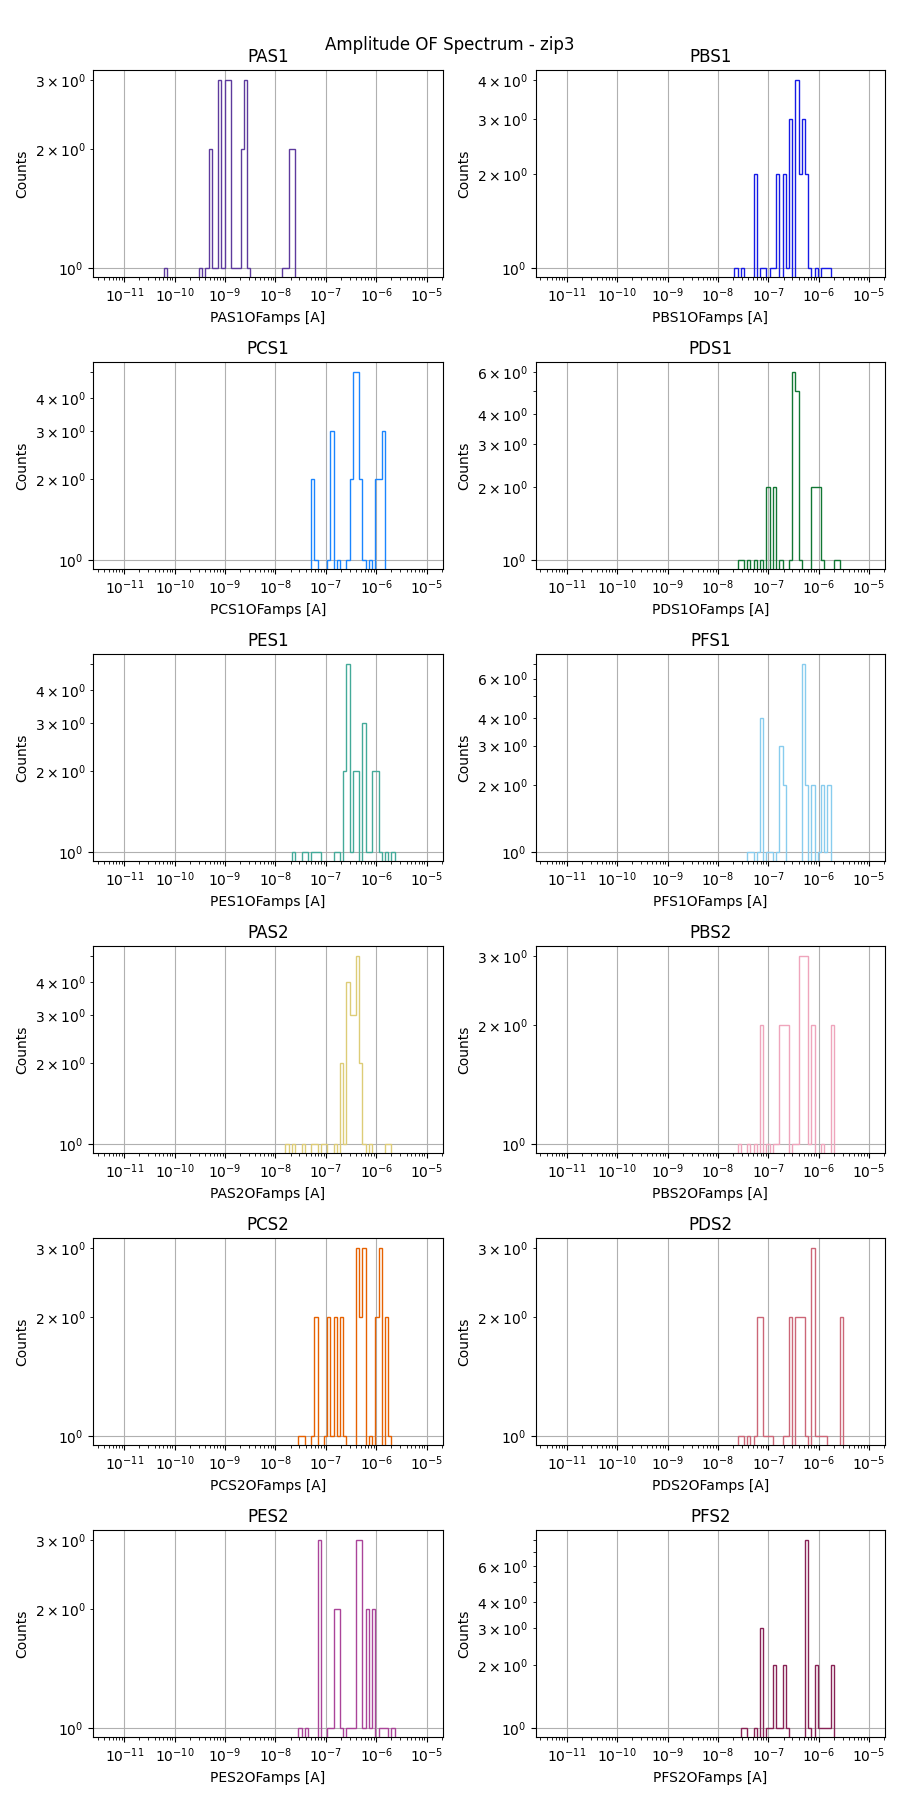 Amplitude OF Spectrum - zip3
PAS1
PBS1
3 × 10⁰
2 × 10⁰
10⁰
Counts
10⁻¹¹ 10⁻¹⁰ 10⁻⁹ 10⁻⁸ 10⁻⁷ 10⁻⁶ 10⁻⁵
PAS1OFamps [A]
4 × 10⁰
3 × 10⁰
2 × 10⁰
10⁰
Counts
10⁻¹¹ 10⁻¹⁰ 10⁻⁹ 10⁻⁸ 10⁻⁷ 10⁻⁶ 10⁻⁵
PBS1OFamps [A]
PCS1
4 × 10⁰
3 × 10⁰
2 × 10⁰
10⁰
Counts
10⁻¹¹ 10⁻¹⁰ 10⁻⁹ 10⁻⁸ 10⁻⁷ 10⁻⁶ 10⁻⁵
PCS1OFamps [A]
PDS1
6 × 10⁰
4 × 10⁰
3 × 10⁰
2 × 10⁰
10⁰
Counts
10⁻¹¹ 10⁻¹⁰ 10⁻⁹ 10⁻⁸ 10⁻⁷ 10⁻⁶ 10⁻⁵
PDS1OFamps [A]
PES1
4 × 10⁰
3 × 10⁰
2 × 10⁰
10⁰
Counts
10⁻¹¹ 10⁻¹⁰ 10⁻⁹ 10⁻⁸ 10⁻⁷ 10⁻⁶ 10⁻⁵
PES1OFamps [A]
PFS1
6 × 10⁰
4 × 10⁰
3 × 10⁰
2 × 10⁰
10⁰
Counts
10⁻¹¹ 10⁻¹⁰ 10⁻⁹ 10⁻⁸ 10⁻⁷ 10⁻⁶ 10⁻⁵
PFS1OFamps [A]
PAS2
4 × 10⁰
3 × 10⁰
2 × 10⁰
10⁰
Counts
10⁻¹¹ 10⁻¹⁰ 10⁻⁹ 10⁻⁸ 10⁻⁷ 10⁻⁶ 10⁻⁵
PAS2OFamps [A]
PBS2
3 × 10⁰
2 × 10⁰
10⁰
Counts
10⁻¹¹ 10⁻¹⁰ 10⁻⁹ 10⁻⁸ 10⁻⁷ 10⁻⁶ 10⁻⁵
PBS2OFamps [A]
PCS2
3 × 10⁰
2 × 10⁰
10⁰
Counts
10⁻¹¹ 10⁻¹⁰ 10⁻⁹ 10⁻⁸ 10⁻⁷ 10⁻⁶ 10⁻⁵
PCS2OFamps [A]
PDS2
3 × 10⁰
2 × 10⁰
10⁰
Counts
10⁻¹¹ 10⁻¹⁰ 10⁻⁹ 10⁻⁸ 10⁻⁷ 10⁻⁶ 10⁻⁵
PDS2OFamps [A]
PES2
3 × 10⁰
2 × 10⁰
10⁰
Counts
10⁻¹¹ 10⁻¹⁰ 10⁻⁹ 10⁻⁸ 10⁻⁷ 10⁻⁶ 10⁻⁵
PES2OFamps [A]
PFS2
6 × 10⁰
4 × 10⁰
3 × 10⁰
2 × 10⁰
10⁰
Counts
10⁻¹¹ 10⁻¹⁰ 10⁻⁹ 10⁻⁸ 10⁻⁷ 10⁻⁶ 10⁻⁵
PFS2OFamps [A]